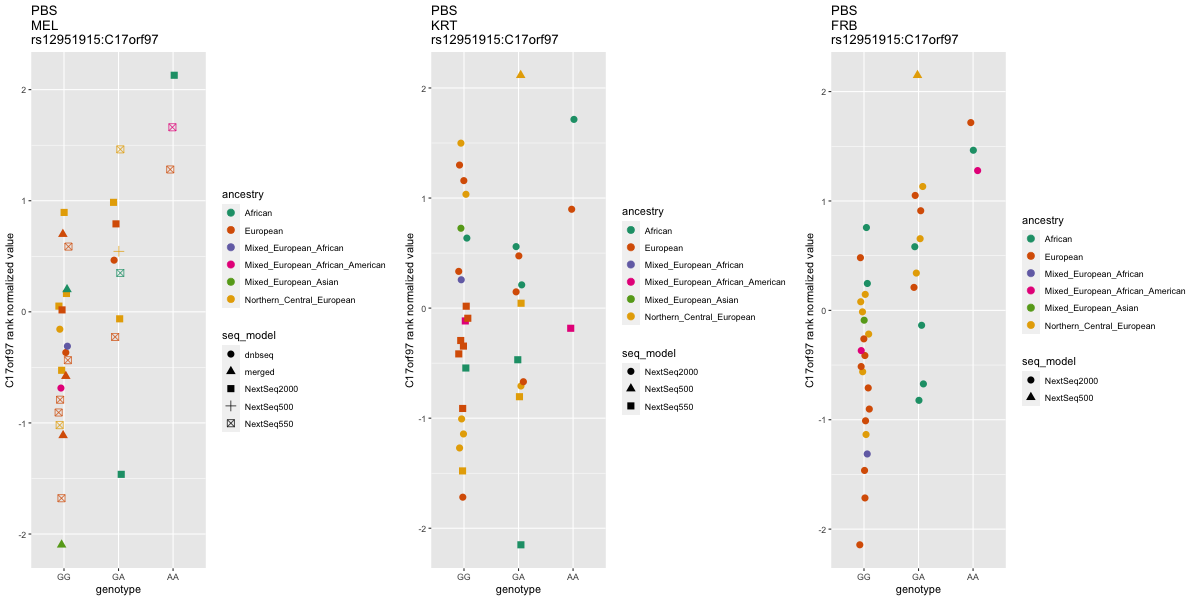 PBS
MEL
rs12951915:C17orf97
C17orf97 rank normalized value
2
1
0
-1
-2
GG
GA
AA
genotype
ancestry
African
European
Mixed_European_African
Mixed_European_African_American
Mixed_European_Asian
Northern_Central_European
seq_model
dnbseq
merged
NextSeq2000
NextSeq500
NextSeq550
PBS
KRT
rs12951915:C17orf97
C17orf97 rank normalized value
2
1
0
-1
-2
GG
GA
AA
genotype
ancestry
African
European
Mixed_European_African
Mixed_European_African_American
Mixed_European_Asian
Northern_Central_European
seq_model
NextSeq2000
NextSeq500
NextSeq550
PBS
FRB
rs12951915:C17orf97
C17orf97 rank normalized value
2
1
0
-1
-2
GG
GA
AA
genotype
ancestry
African
European
Mixed_European_African
Mixed_European_African_American
Mixed_European_Asian
Northern_Central_European
seq_model
NextSeq2000
NextSeq500